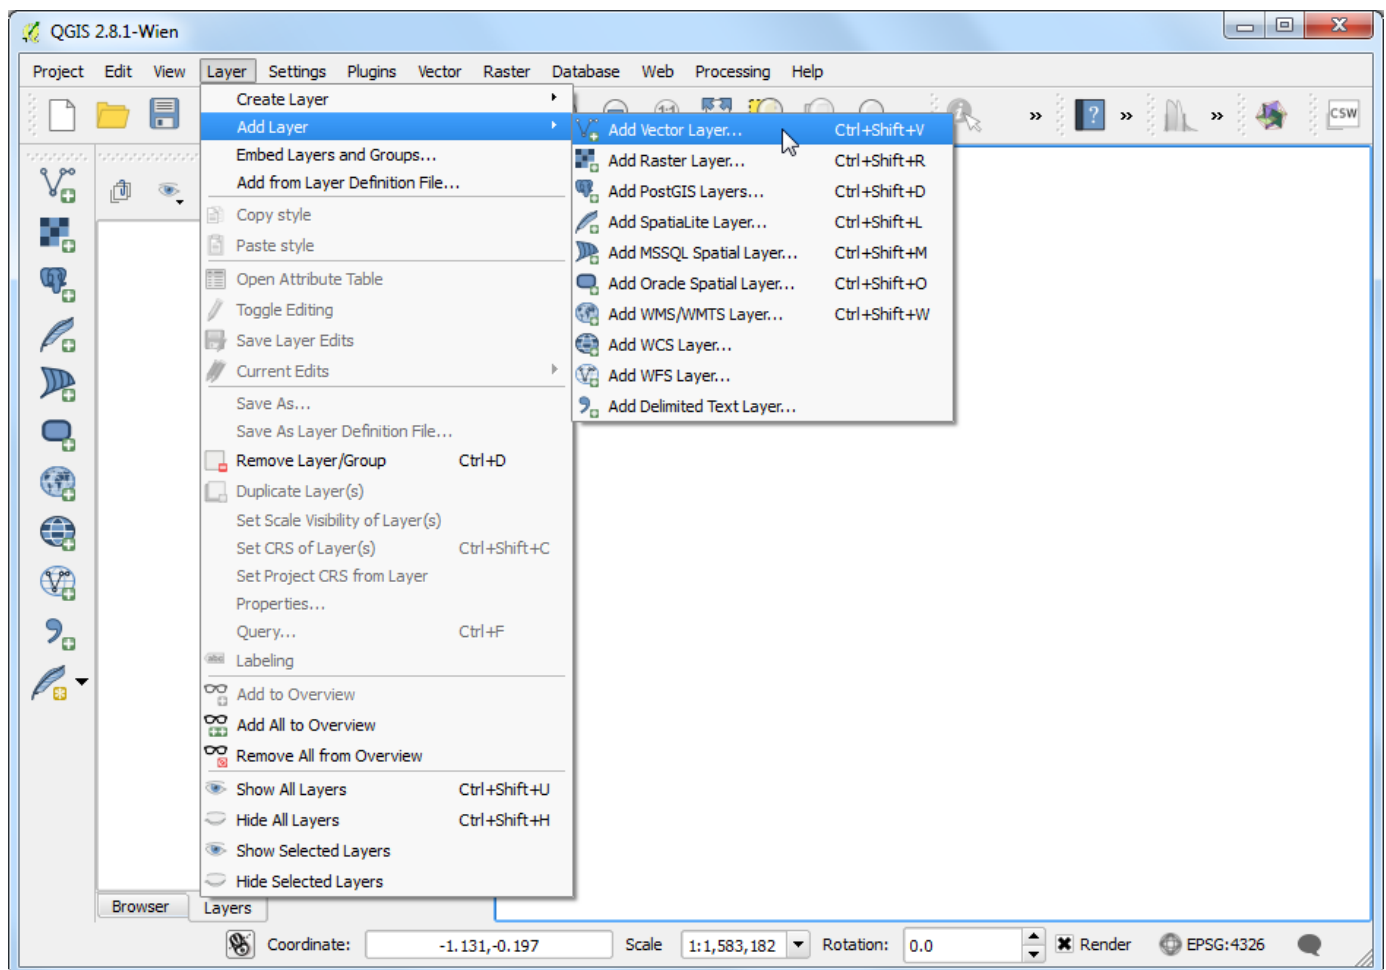 QGIS 2.8.1-Wien
Project Edit View Layer Settings Plugins Vector Raster Database Web Processing Help
CSW
Create Layer
Add Layer
Embed Layers and Groups...
Add from Layer Definition File...
Copy style
Paste style
Open Attribute Table
Toggle Editing
Save Layer Edits
Current Edits
Save As...
Save As Layer Definition File...
Remove Layer/Group Ctrl+D
Duplicate Layer(s)
Set Scale Visibility of Layer(s)
Set CRS of Layer(s) Ctrl+Shift+C
Set Project CRS from Layer
Properties...
Query... Ctrl+F
abc Labeling
Add to Overview
Add All to Overview
Remove All from Overview
Show All Layers Ctrl+Shift+U
Hide All Layers Ctrl+Shift+H
Show Selected Layers
Hide Selected Layers
Add Vector Layer... Ctrl+Shift+V
Add Raster Layer... Ctrl+Shift+R
Add PostGIS Layers... Ctrl+Shift+D
Add SpatiaLite Layer... Ctrl+Shift+L
Add MSSQL Spatial Layer... Ctrl+Shift+M
Add Oracle Spatial Layer... Ctrl+Shift+O
Add WMS/WMTS Layer... Ctrl+Shift+W
Add WCS Layer...
Add WFS Layer...
Add Delimited Text Layer...
Browser Layers
Coordinate: -1.131,-0.197 Scale 1:1,583,182 Rotation: 0.0 Render EPSG:4326